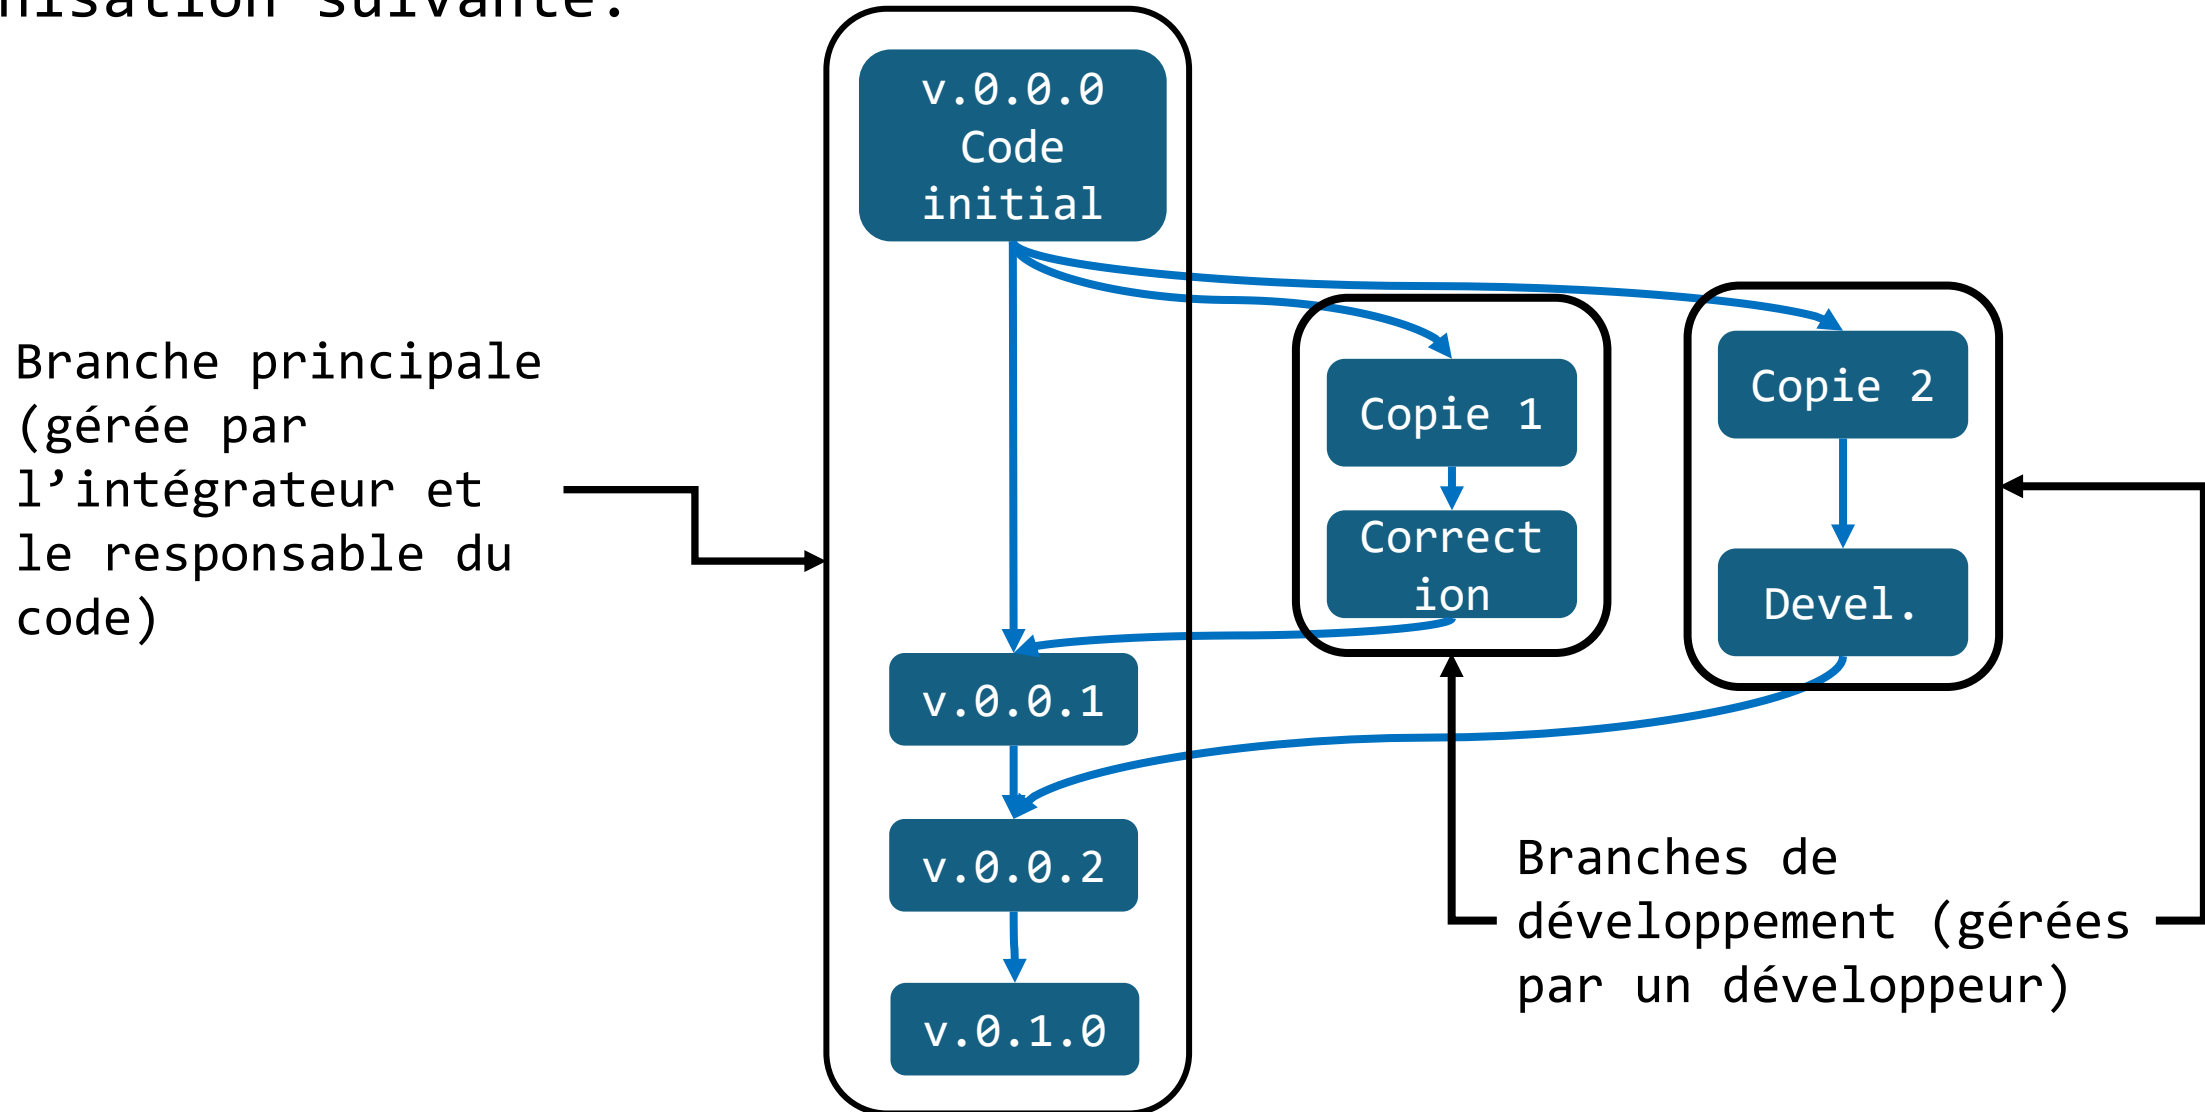 suivante:
v.0.0.0
Code
initial
Branche principale
(gérée par
l’intégrateur et
le responsable du
code)
Copie 1
Correct
ion
Copie 2
Devel.
v.0.0.1
v.0.0.2
v.0.1.0
Branches de
développement (gérées
par un développeur)